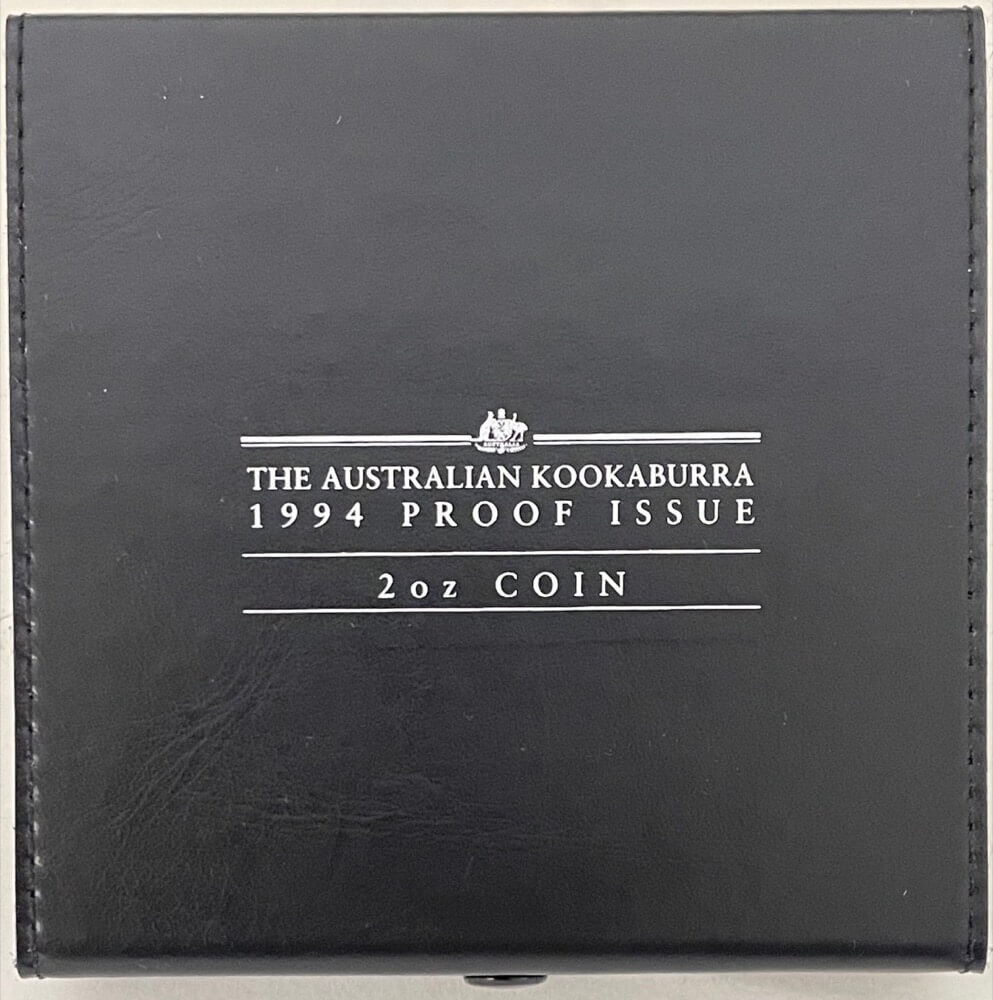 THE AUSTRALIAN KOOKABURRA
1994 PROOF ISSUE
2oz COIN